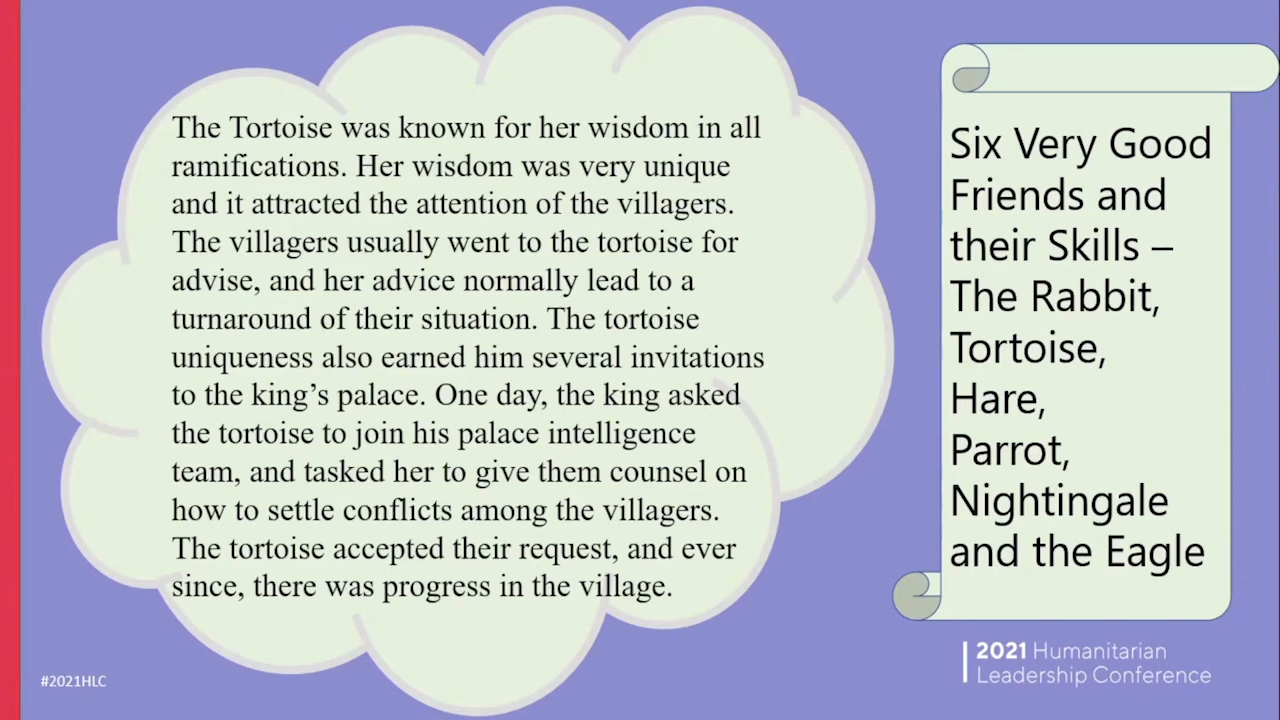 The Tortoise was known for her wisdom in all
ramifications. Her wisdom was very unique
and it attracted the attention of the villagers.
The villagers usually went to the tortoise for
advise, and her advice normally lead to a
turnaround of their situation. The tortoise
uniqueness also earned him several invitations
to the king’s palace. One day, the king asked
the tortoise to join his palace intelligence
team, and tasked her to give them counsel on
how to settle conflicts among the villagers.
The tortoise accepted their request, and ever
since, there was progress in the village.
Six Very Good
Friends and
their Skills –
The Rabbit,
Tortoise,
Hare,
Parrot,
Nightingale
and the Eagle
#2021HLC
2021 Humanitarian
Leadership Conference